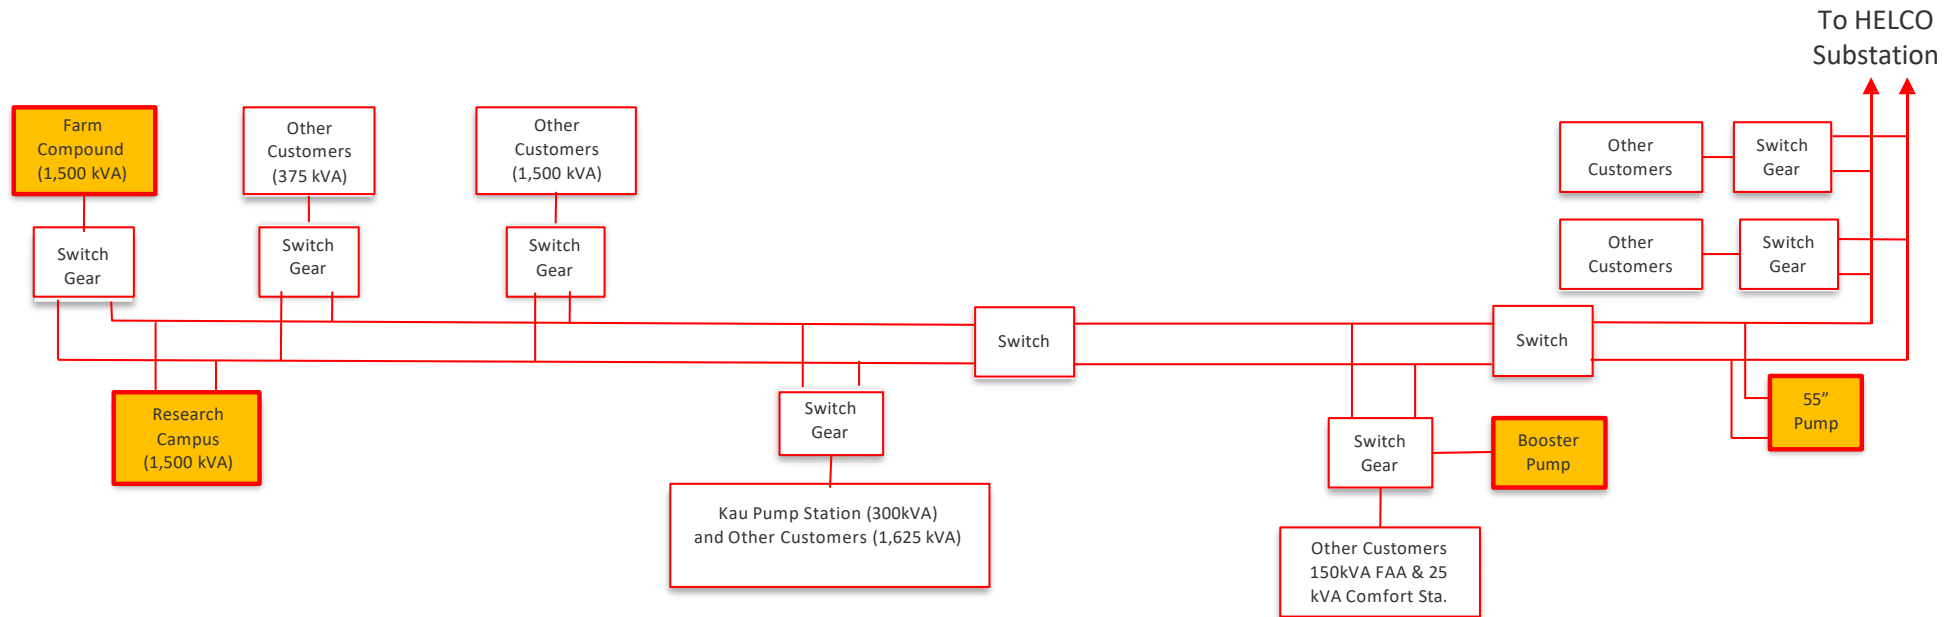 To HELCO
Substation
Farm
Compound
(1,500 kVA)
Other
Customers
(375 kVA)
Other
Customers
(1,500 kVA)
Other
Customers
Switch
Gear
Switch
Gear
Switch
Gear
Switch
Gear
Other
Customers
Switch
Gear
Switch
Switch
Research
Campus
(1,500 kVA)
Switch
Gear
55”
Pump
Switch
Gear
Booster
Pump
Kau Pump Station (300kVA)
and Other Customers (1,625 kVA)
Other Customers
150kVA FAA & 25
kVA Comfort Sta.